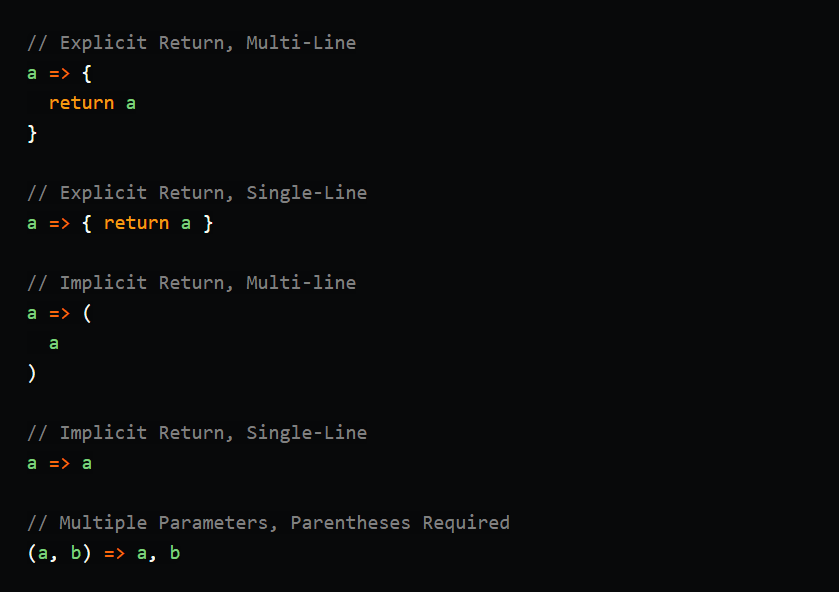 // Explicit Return, Multi-Line
a => {
  return a
}
// Explicit Return, Single-Line
a => { return a }
// Implicit Return, Multi-line
a => (
  a
)
// Implicit Return, Single-Line
a => a
// Multiple Parameters, Parentheses Required
(a, b) => a, b